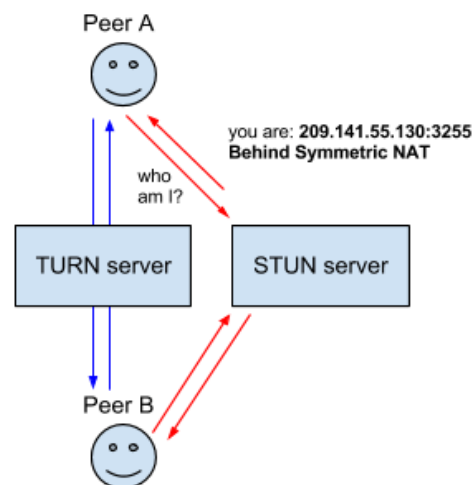 Peer A
you are: 209.141.55.130:3255
Behind Symmetric NAT
who
am I?
TURN server
STUN server
Peer B